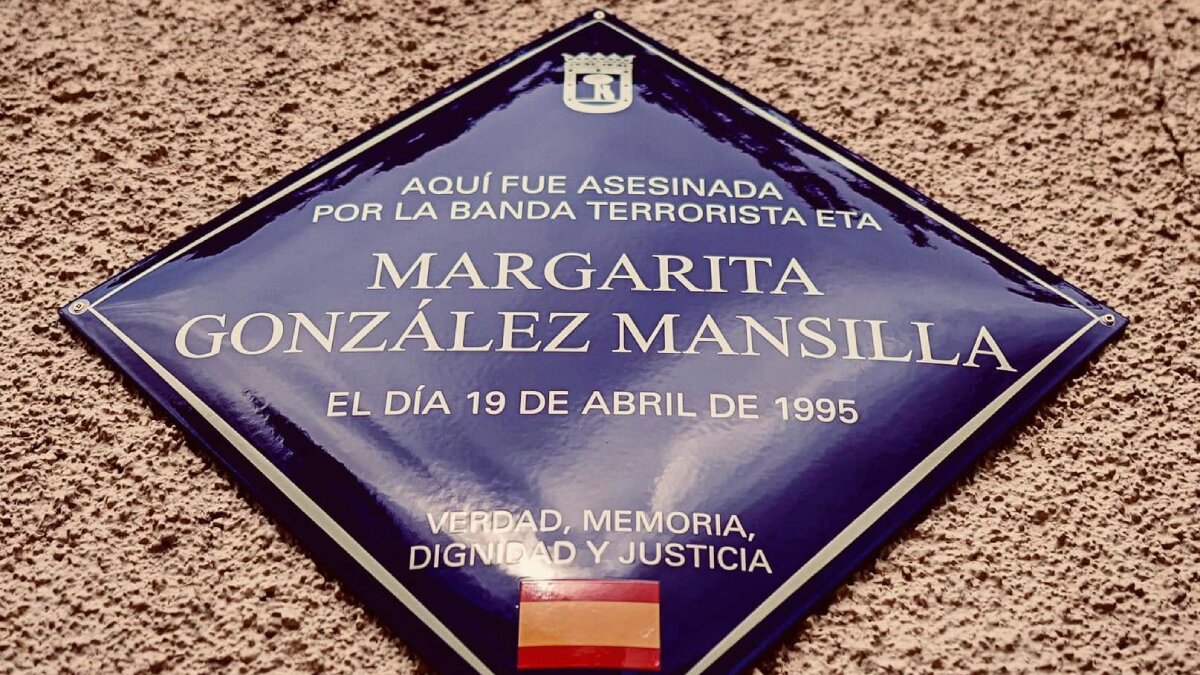 AQUÍ FUE ASESINADA
POR LA BANDA TERRORISTA ETA
MARGARITA
GONZÁLEZ MANSILLA
EL DÍA 19 DE ABRIL DE 1995
VERDAD, MEMORIA,
DIGNIDAD Y JUSTICIA